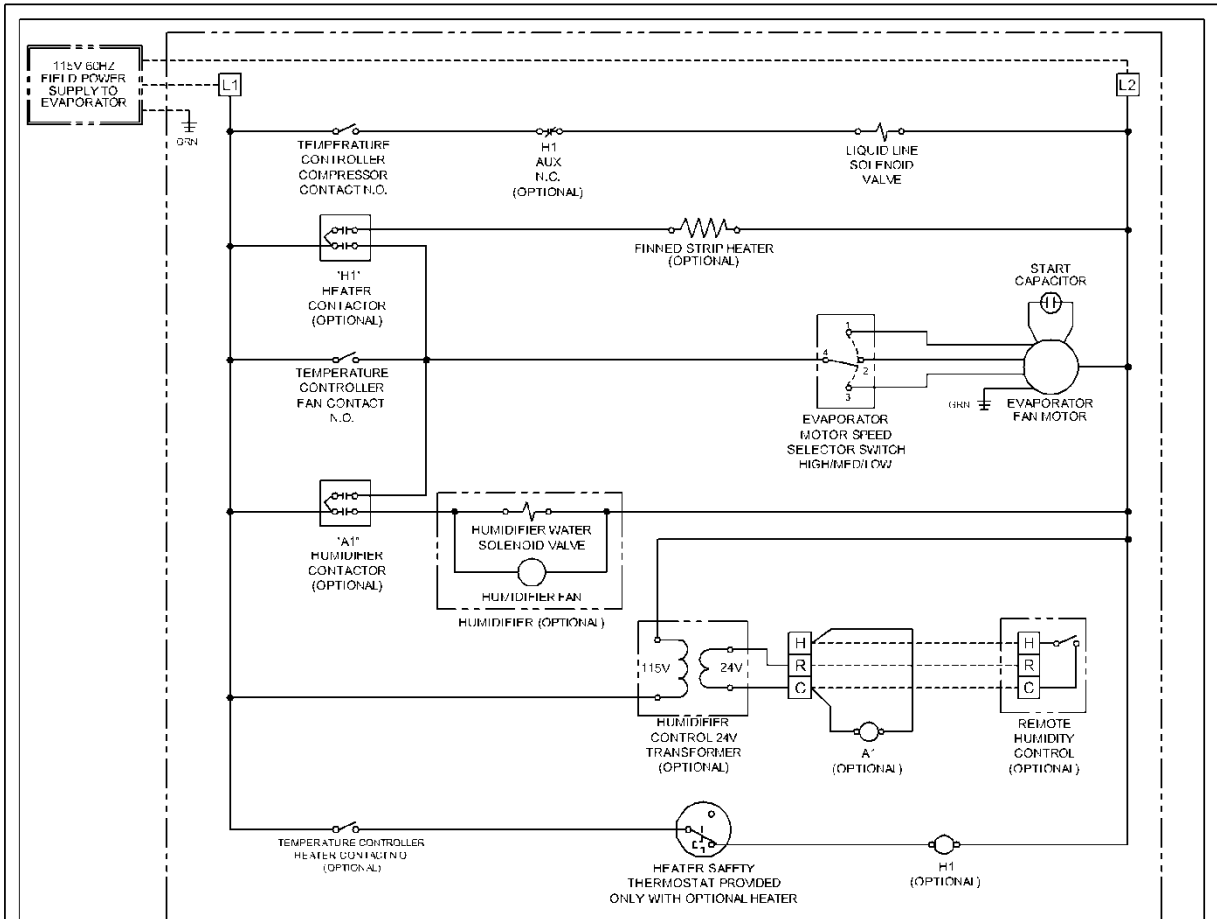 115V 60HZ
FIELD POWER
SUPPLY TO
EVAPORATOR
L1
L2
GRN
TEMPERATURE
CONTROLLER
COMPRESSOR
CONTACT N.O.
H1
AUX
N.C.
(OPTIONAL)
LIQUID LINE
SOLENOID
VALVE
FINNED STRIP HEATER
(OPTIONAL)
"H1"
HEATER
CONTACTOR
(OPTIONAL)
START
CAPACITOR
TEMPERATURE
CONTROLLER
FAN CONTACT
N.O.
1
4
2
3
EVAPORATOR
MOTOR SPEED
SELECTOR SWITCH
HIGH/MED/LOW
GRN
EVAPORATOR
FAN MOTOR
"A1"
HUMIDIFIER
CONTACTOR
(OPTIONAL)
HUMIDIFIER WATER
SOLENOID VALVE
HUMIDIFIER FAN
HUMIDIFIER (OPTIONAL)
115V
24V
HUMIDIFIER
CONTROL 24V
TRANSFORMER
(OPTIONAL)
H
R
C
A1
(OPTIONAL)
H
R
C
REMOTE
HUMIDITY
CONTROL
(OPTIONAL)
TEMPERATURE CONTROLLER
HEATER CONTACT N.O
(OPTIONAL)
HEATER SAFETY
THERMOSTAT PROVIDED
ONLY WITH OPTIONAL HEATER
H1
(OPTIONAL)